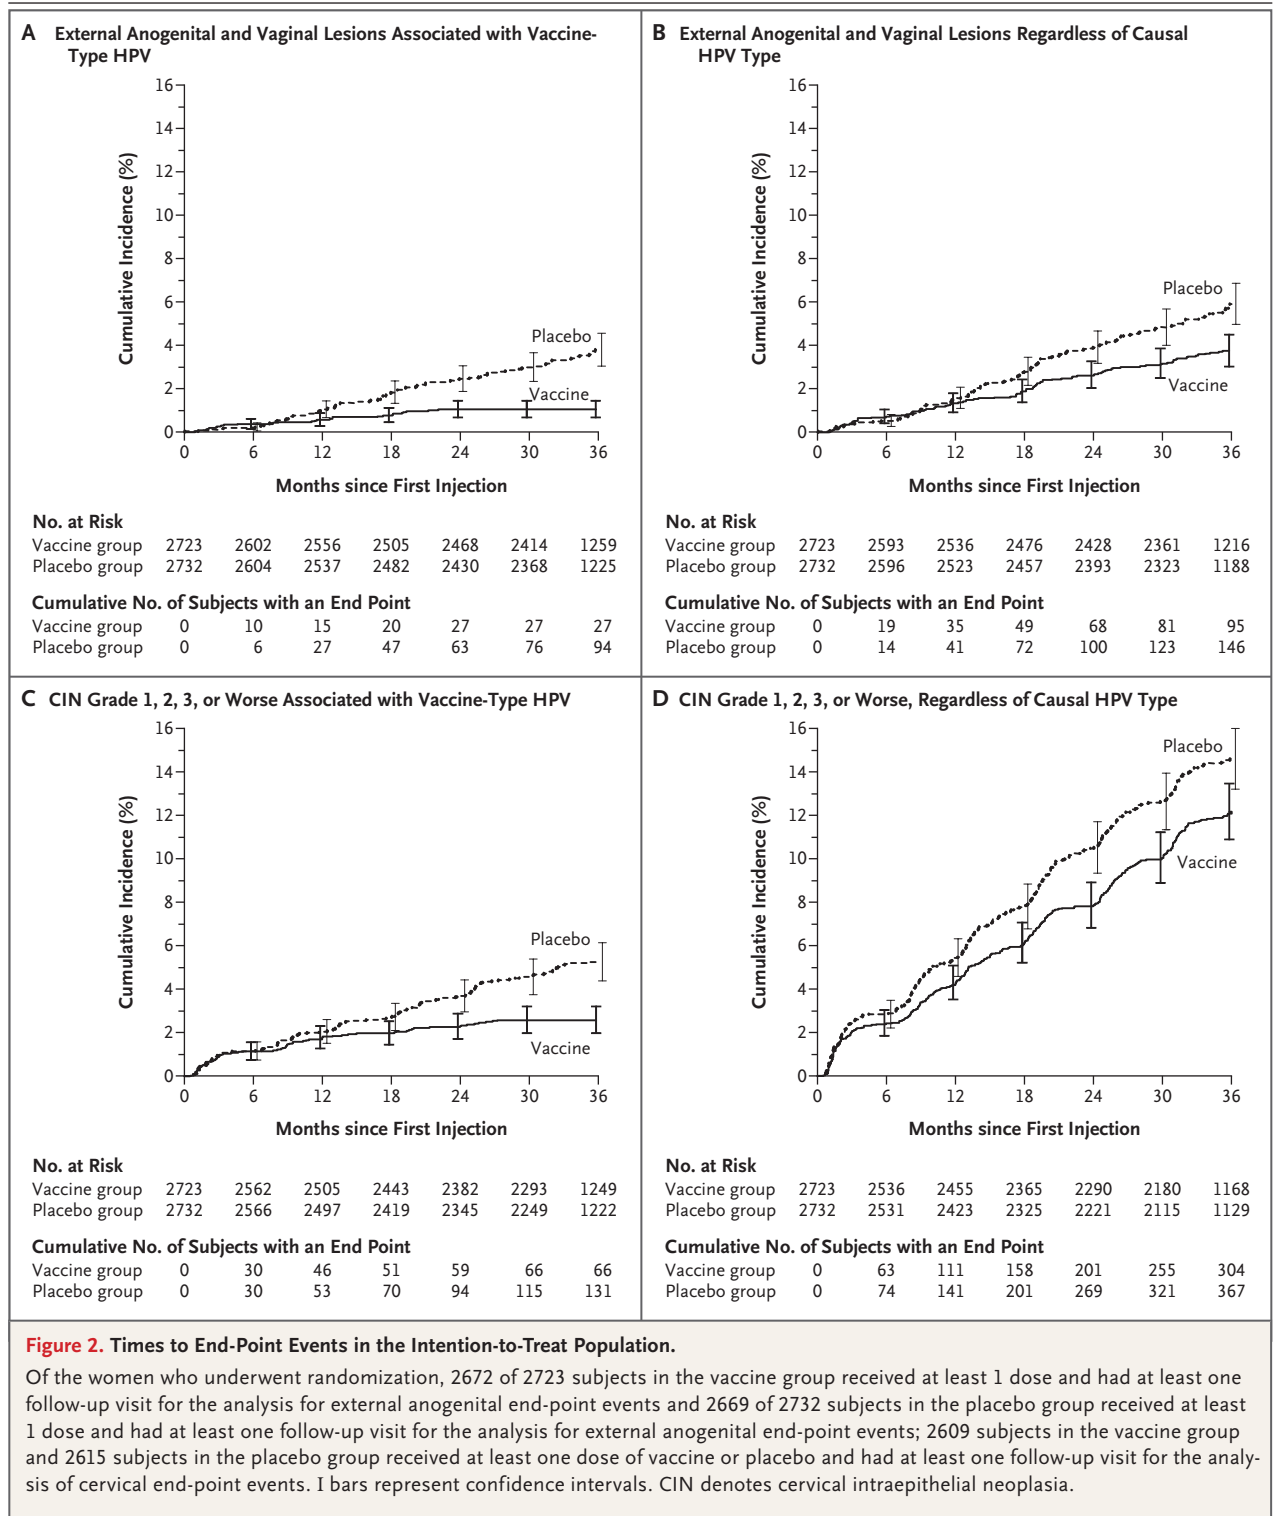 A External Anogenital and Vaginal Lesions Associated with Vaccine-
Type HPV
16
14
12
10
8
6
4
2
0
Cumulative Incidence (%)
Placebo
Vaccine
0 6 12 18 24 30 36
Months since First Injection
No. at Risk
Vaccine group 2723 2602 2556 2505 2468 2414 1259
Placebo group 2732 2604 2537 2482 2430 2368 1225
Cumulative No. of Subjects with an End Point
Vaccine group 0 10 15 20 27 27 27
Placebo group 0 6 27 47 63 76 94
B External Anogenital and Vaginal Lesions Regardless of Causal
HPV Type
16
14
12
10
8
6
4
2
0
Cumulative Incidence (%)
Placebo
Vaccine
0 6 12 18 24 30 36
Months since First Injection
No. at Risk
Vaccine group 2723 2593 2536 2476 2428 2361 1216
Placebo group 2732 2596 2523 2457 2393 2323 1188
Cumulative No. of Subjects with an End Point
Vaccine group 0 19 35 49 68 81 95
Placebo group 0 14 41 72 100 123 146
C CIN Grade 1, 2, 3, or Worse Associated with Vaccine-Type HPV
16
14
12
10
8
6
4
2
0
Cumulative Incidence (%)
Placebo
Vaccine
0 6 12 18 24 30 36
Months since First Injection
No. at Risk
Vaccine group 2723 2562 2505 2443 2382 2293 1249
Placebo group 2732 2566 2497 2419 2345 2249 1222
Cumulative No. of Subjects with an End Point
Vaccine group 0 30 46 51 59 66 66
Placebo group 0 30 53 70 94 115 131
D CIN Grade 1, 2, 3, or Worse, Regardless of Causal HPV Type
16
14
12
10
8
6
4
2
0
Cumulative Incidence (%)
Placebo
Vaccine
0 6 12 18 24 30 36
Months since First Injection
No. at Risk
Vaccine group 2723 2536 2455 2365 2290 2180 1168
Placebo group 2732 2531 2423 2325 2221 2115 1129
Cumulative No. of Subjects with an End Point
Vaccine group 0 63 111 158 201 255 304
Placebo group 0 74 141 201 269 321 367
Figure 2. Times to End-Point Events in the Intention-to-Treat Population.
Of the women who underwent randomization, 2672 of 2723 subjects in the vaccine group received at least 1 dose and had at least one
follow-up visit for the analysis for external anogenital end-point events and 2669 of 2732 subjects in the placebo group received at least
1 dose and had at least one follow-up visit for the analysis for external anogenital end-point events; 2609 subjects in the vaccine group
and 2615 subjects in the placebo group received at least one dose of vaccine or placebo and had at least one follow-up visit for the analy-
sis of cervical end-point events. I bars represent confidence intervals. CIN denotes cervical intraepithelial neoplasia.